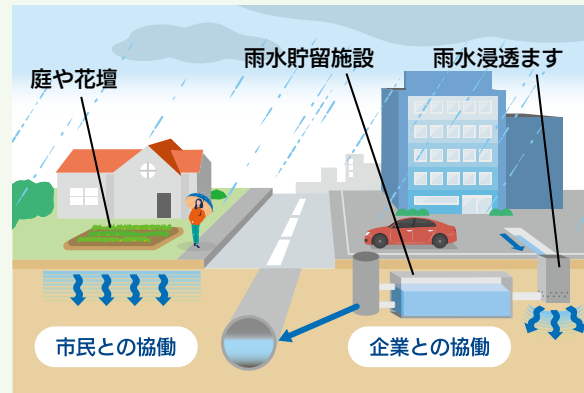 庭や花壇
雨水貯留施設
雨水浸透ます
市民との協働
企業との協働